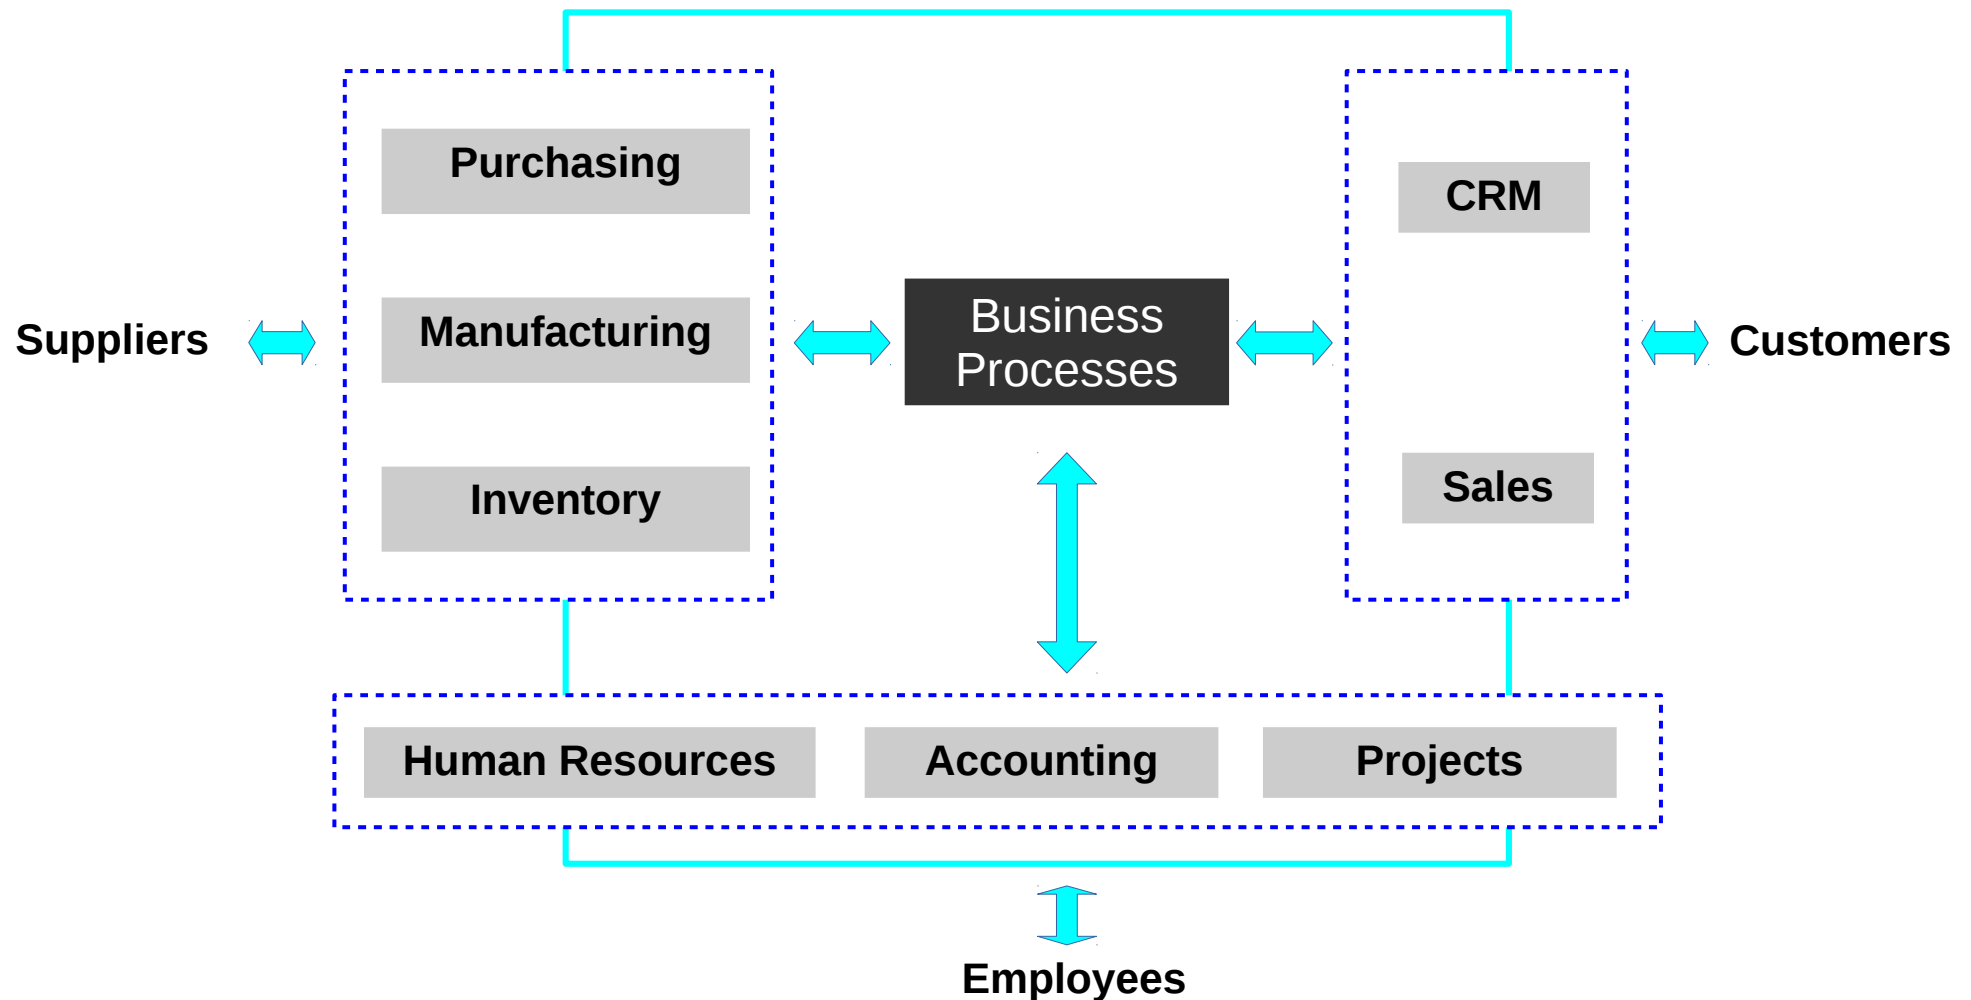 Purchasing
CRM
Suppliers
Manufacturing
Business
Processes
Customers
Inventory
Sales
Human Resources
Accounting
Projects
Employees